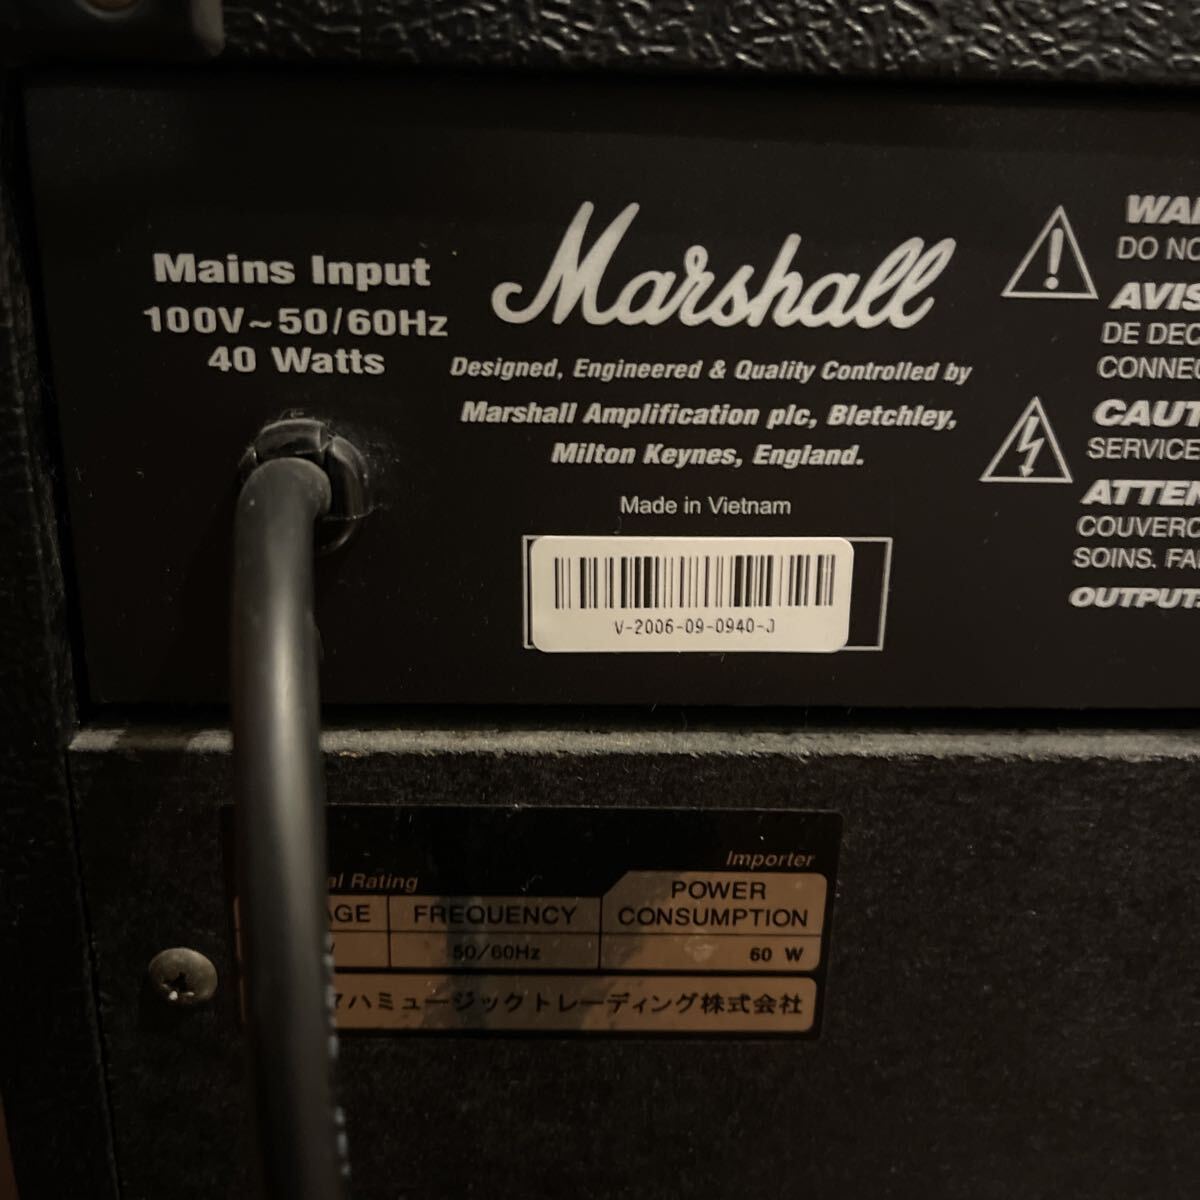 Mains Input
100V~50/60Hz
40 Watts
Marshall
Designed, Engineered & Quality Controlled by
Marshall Amplification plc, Bletchley,
Milton Keynes, England.
Made in Vietnam
V-2006-09-0940-J
DO NO
AVIS
DE DEC
CONNEC
CAUT
SERVICE
ATTEN
COUVERC
SOINS. FA
OUTPUT
Importer
al Rating
AGE FREQUENCY POWER CONSUMPTION
V 50/60Hz 60 W
マハミュージックトレーディング株式会社